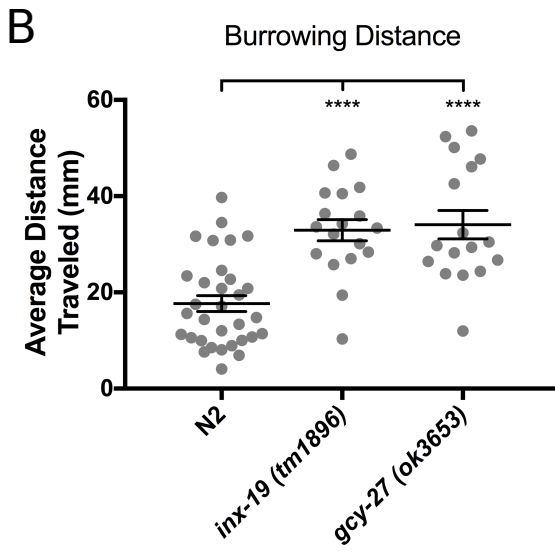 B
Burrowing Distance
Average Distance
Traveled (mm)
60
40
20
0
****
****
N2
inx-19 (tm1896)
gcy-27 (ok3653)